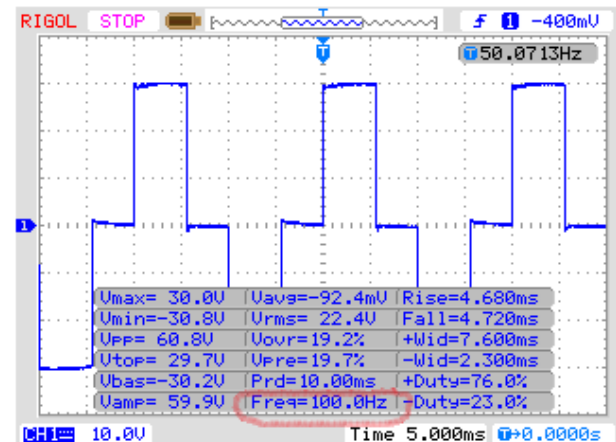 RIGOL STOP T f 1 -400mV
T 50.0713Hz
1
Vmax= 30.0V Vavg=-92.4mV Rise=4.680ms
Vmin=-30.8V Vrms= 22.4V Fall=4.720ms
Vpp= 60.8V Vovr=19.2% +Wid=7.600ms
Vtop= 29.7V Vpre=19.7% -Wid=2.300ms
Vbas=-30.2V Prd=10.00ms +Duty=76.0%
Vamp= 59.9V Freq=100.0Hz -Duty=23.0%
CH1 10.0V Time 5.000ms T→0.0000s